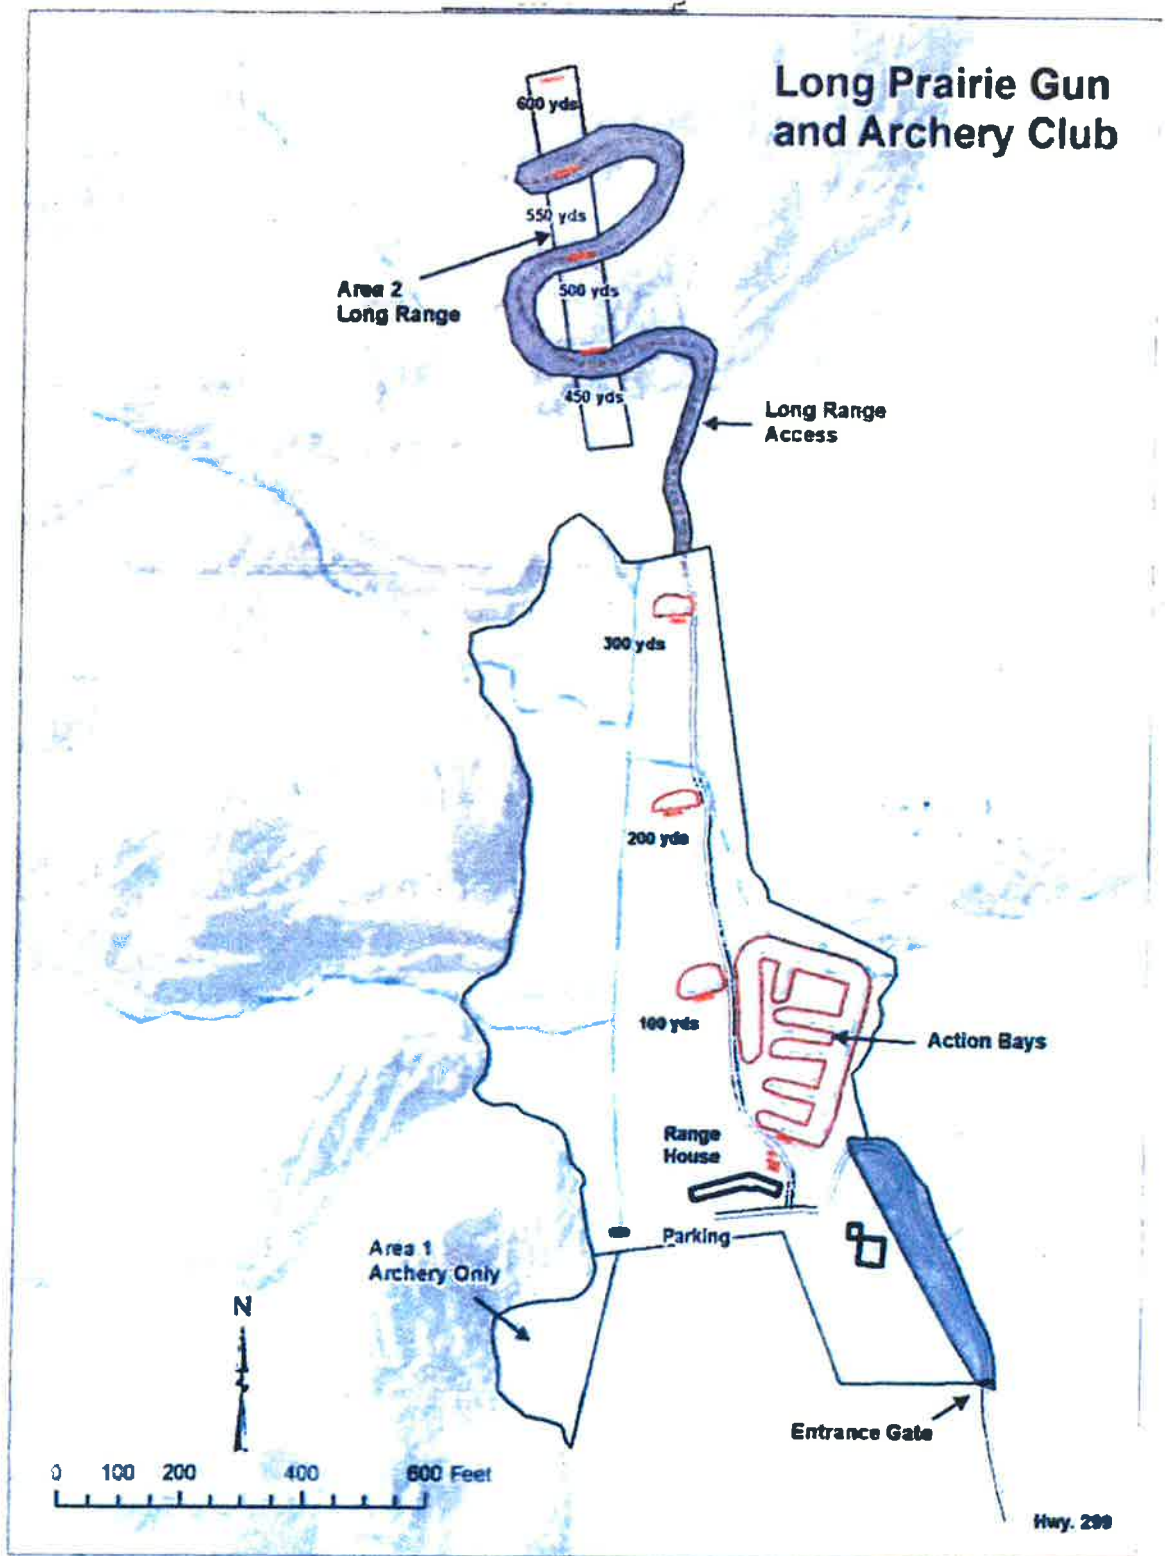 Long Prairie Gun
and Archery Club
600 yds
550 yds
Area 2
Long Range
500 yds
450 yds
Long Range
Access
300 yds
200 yds
100 yds
Action Bays
Range
House
Parking
Area 1
Archery Only
N
Entrance Gate
0 100 200 400 600 Feet
Hwy. 299